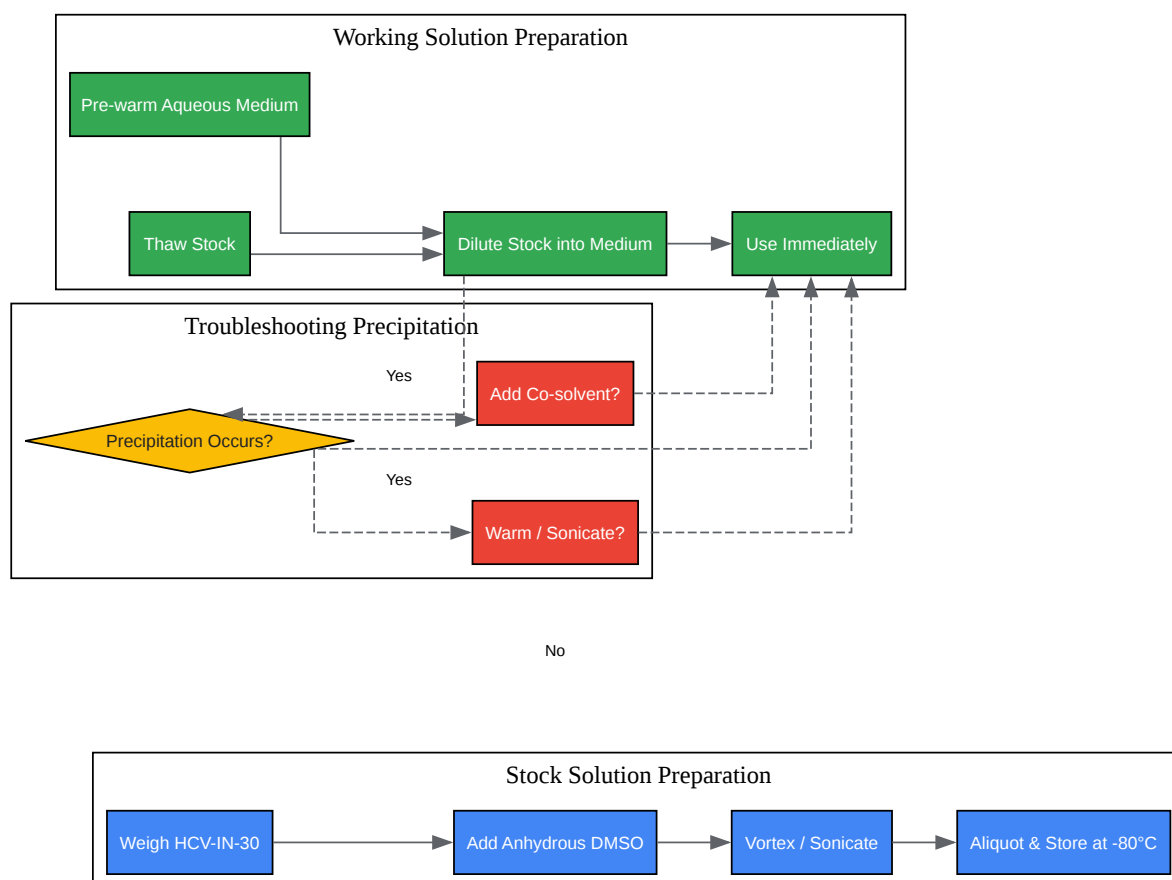 Working Solution Preparation
Pre-warm Aqueous Medium
Thaw Stock
Dilute Stock into Medium
Use Immediately
Troubleshooting Precipitation
Yes
Add Co-solvent?
Precipitation Occurs?
Yes
Warm / Sonicate?
No
Stock Solution Preparation
Weigh HCV-IN-30
Add Anhydrous DMSO
Vortex / Sonicate
Aliquot & Store at -80°C